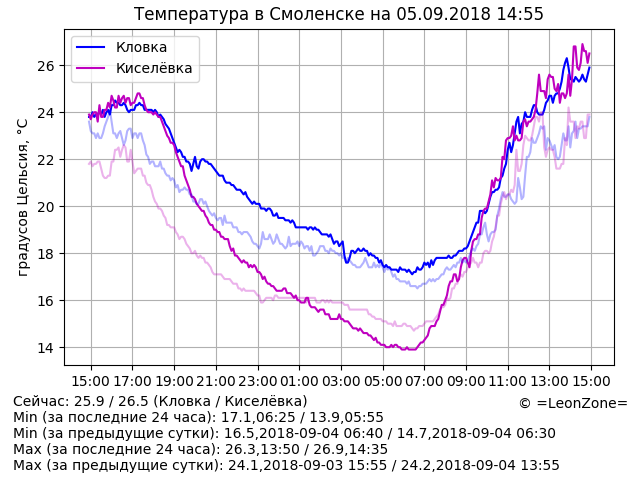 Температура в Смоленске на 05.09.2018 14:55
Кловка
Киселёвка
градусов Цельсия, °C
26
24
22
20
18
16
14
15:00 17:00 19:00 21:00 23:00 01:00 03:00 05:00 07:00 09:00 11:00 13:00 15:00
Сейчас: 25.9 / 26.5 (Кловка / Киселёвка)
© =LeonZone=
Min (за последние 24 часа): 17.1,06:25 / 13.9,05:55
Min (за предыдущие сутки): 16.5,2018-09-04 06:40 / 14.7,2018-09-04 06:30
Max (за последние 24 часа): 26.3,13:50 / 26.9,14:35
Max (за предыдущие сутки): 24.1,2018-09-03 15:55 / 24.2,2018-09-04 13:55